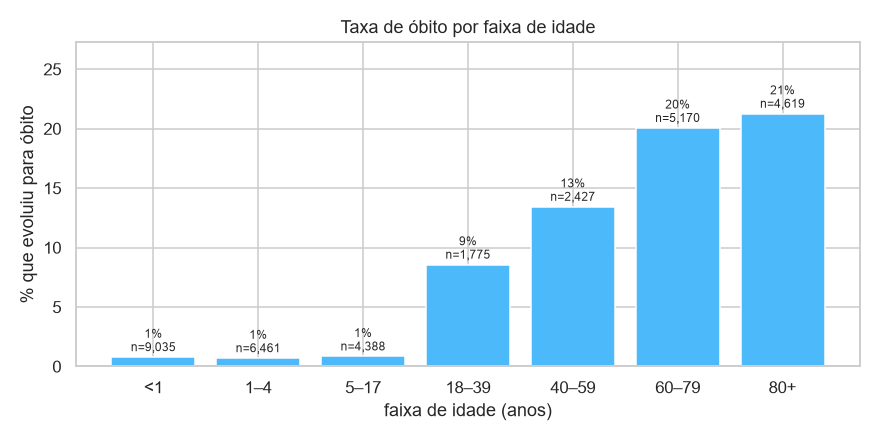 Taxa de óbito por faixa de idade
% que evoluiu para óbito
25
20
15
10
5
0
1%
n=9,035
1%
n=6,461
1%
n=4,388
9%
n=1,775
13%
n=2,427
20%
n=5,170
21%
n=4,619
<1
1–4
5–17
18–39
40–59
60–79
80+
faixa de idade (anos)